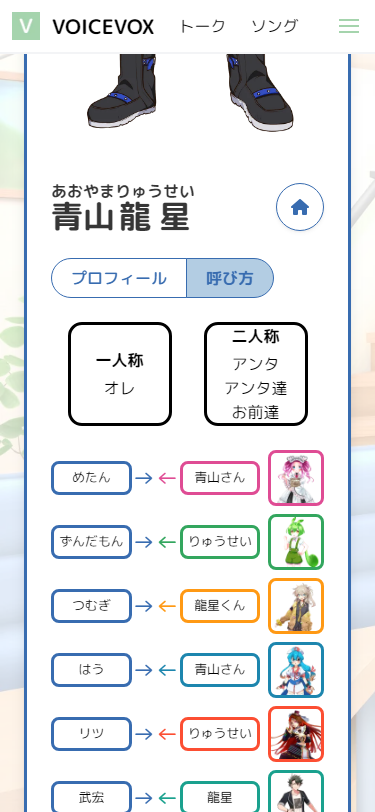 V VOICEVOX トーク ソング
あおやまりゅうせい
青山龍星
プロフィール 呼び方
一人称
オレ
二人称
アンタ
アンタ達
お前達
めたん → ← 青山さん
ずんだもん → ← りゅうせい
つむぎ → ← 龍星くん
はう → ← 青山さん
リツ → ← りゅうせい
武宏 → ← 龍星